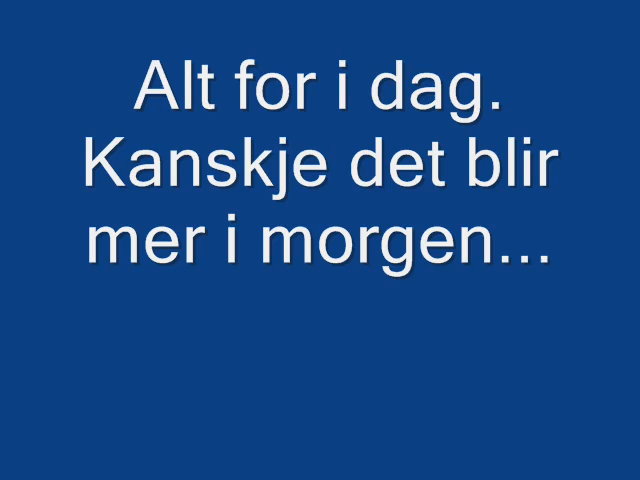 Alt for i dag.
Kanskje det blir
mer i morgen...